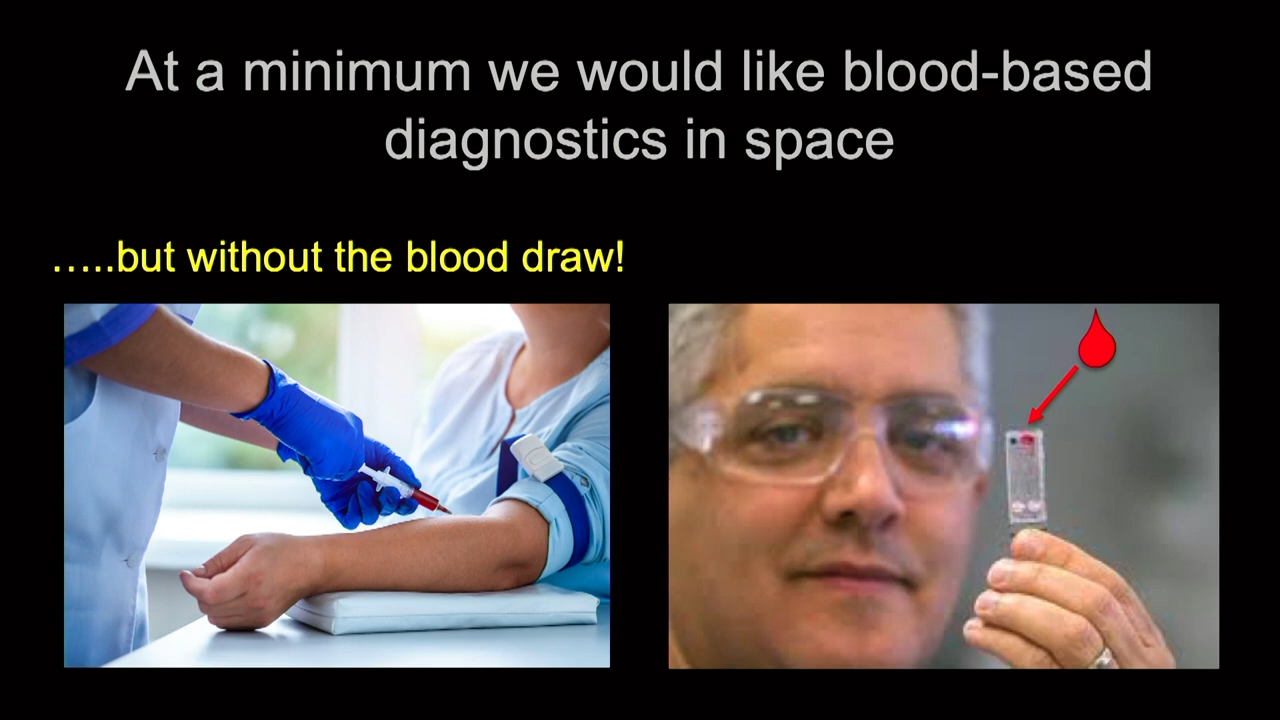 At a minimum we would like blood-based
diagnostics in space
…..but without the blood draw!